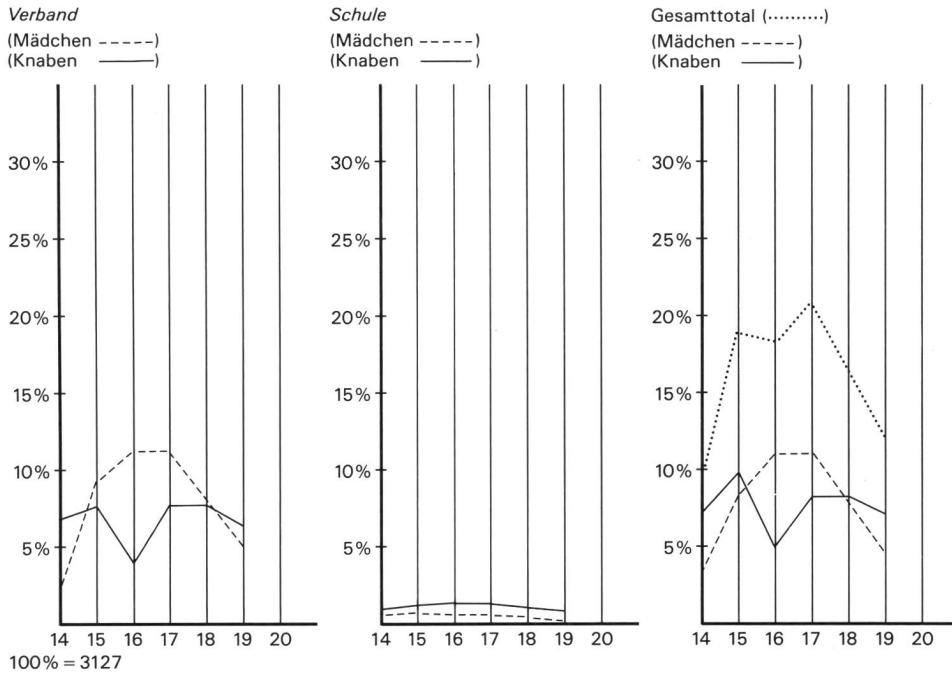 Verband
(Mädchen -------)
(Knaben ———)
30%
25%
20%
15%
10%
5%
14 15 16 17 18 19 20
100% = 3127
Schule
(Mädchen -------)
(Knaben ———)
30%
25%
20%
15%
10%
5%
14 15 16 17 18 19 20
Gesamttotal (..........)
(Mädchen -------)
(Knaben ———)
30%
25%
20%
15%
10%
5%
14 15 16 17 18 19 20